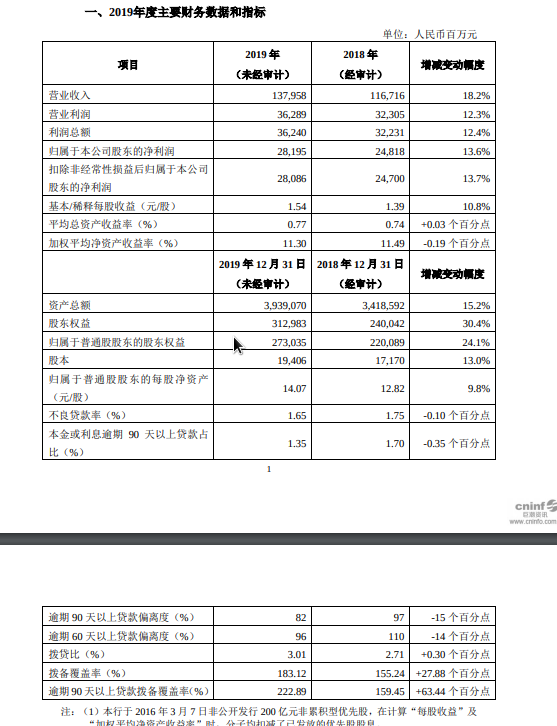 一、2019年度主要财务数据和指标
单位：人民币百万元
项目 2019 年（未经审计） 2018 年（经审计） 增减变动幅度
营业收入 137,958 116,716 18.2%
营业利润 36,289 32,305 12.3%
利润总额 36,240 32,231 12.4%
归属于本公司股东的净利润 28,195 24,818 13.6%
扣除非经常性损益后归属于本公司
股东的净利润 28,086 24,700 13.7%
基本/稀释每股收益（元/股） 1.54 1.39 10.8%
平均总资产收益率（%） 0.77 0.74 +0.03 个百分点
加权平均净资产收益率（%） 11.30 11.49 -0.19 个百分点
2019 年 12 月 31 日（未经审计） 2018 年 12 月 31 日（经审计） 增减变动幅度
资产总额 3,939,070 3,418,592 15.2%
股东权益 312,983 240,042 30.4%
归属于普通股股东的股东权益 273,035 220,089 24.1%
股本 19,406 17,170 13.0%
归属于普通股股东的每股净资产
（元/股） 14.07 12.82 9.8%
不良贷款率（%） 1.65 1.75 -0.10 个百分点
本金或利息逾期 90 天以上贷款占
比（%） 1.35 1.70 -0.35 个百分点
1
cninf
巨潮资讯
www.cninfo.com
逾期 90 天以上贷款偏离度（%） 82 97 -15 个百分点
逾期 60 天以上贷款偏离度（%） 96 110 -14 个百分点
拨贷比（%） 3.01 2.71 +0.30 个百分点
拨备覆盖率（%） 183.12 155.24 +27.88 个百分点
逾期 90 天以上贷款拨备覆盖率(%） 222.89 159.45 +63.44 个百分点
注：（1）本行于 2016 年 3 月 7 日非公开发行 200 亿元非累积型优先股，在计算“每股收益”及
“加权平均净资产收益率”时，分子均扣减了已发放的优先股股息